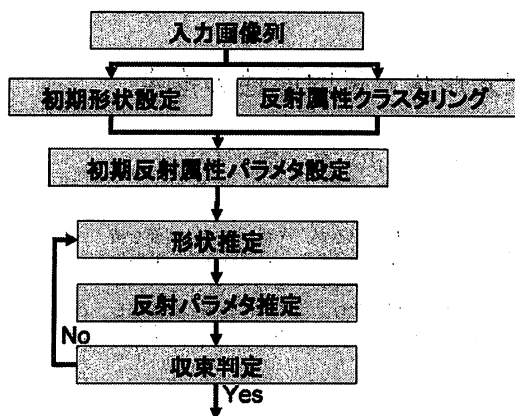 入力画像列
初期形状設定
反射属性クラスタリング
初期反射属性パラメタ設定
形状推定
反射パラメタ推定
No
収束判定
Yes